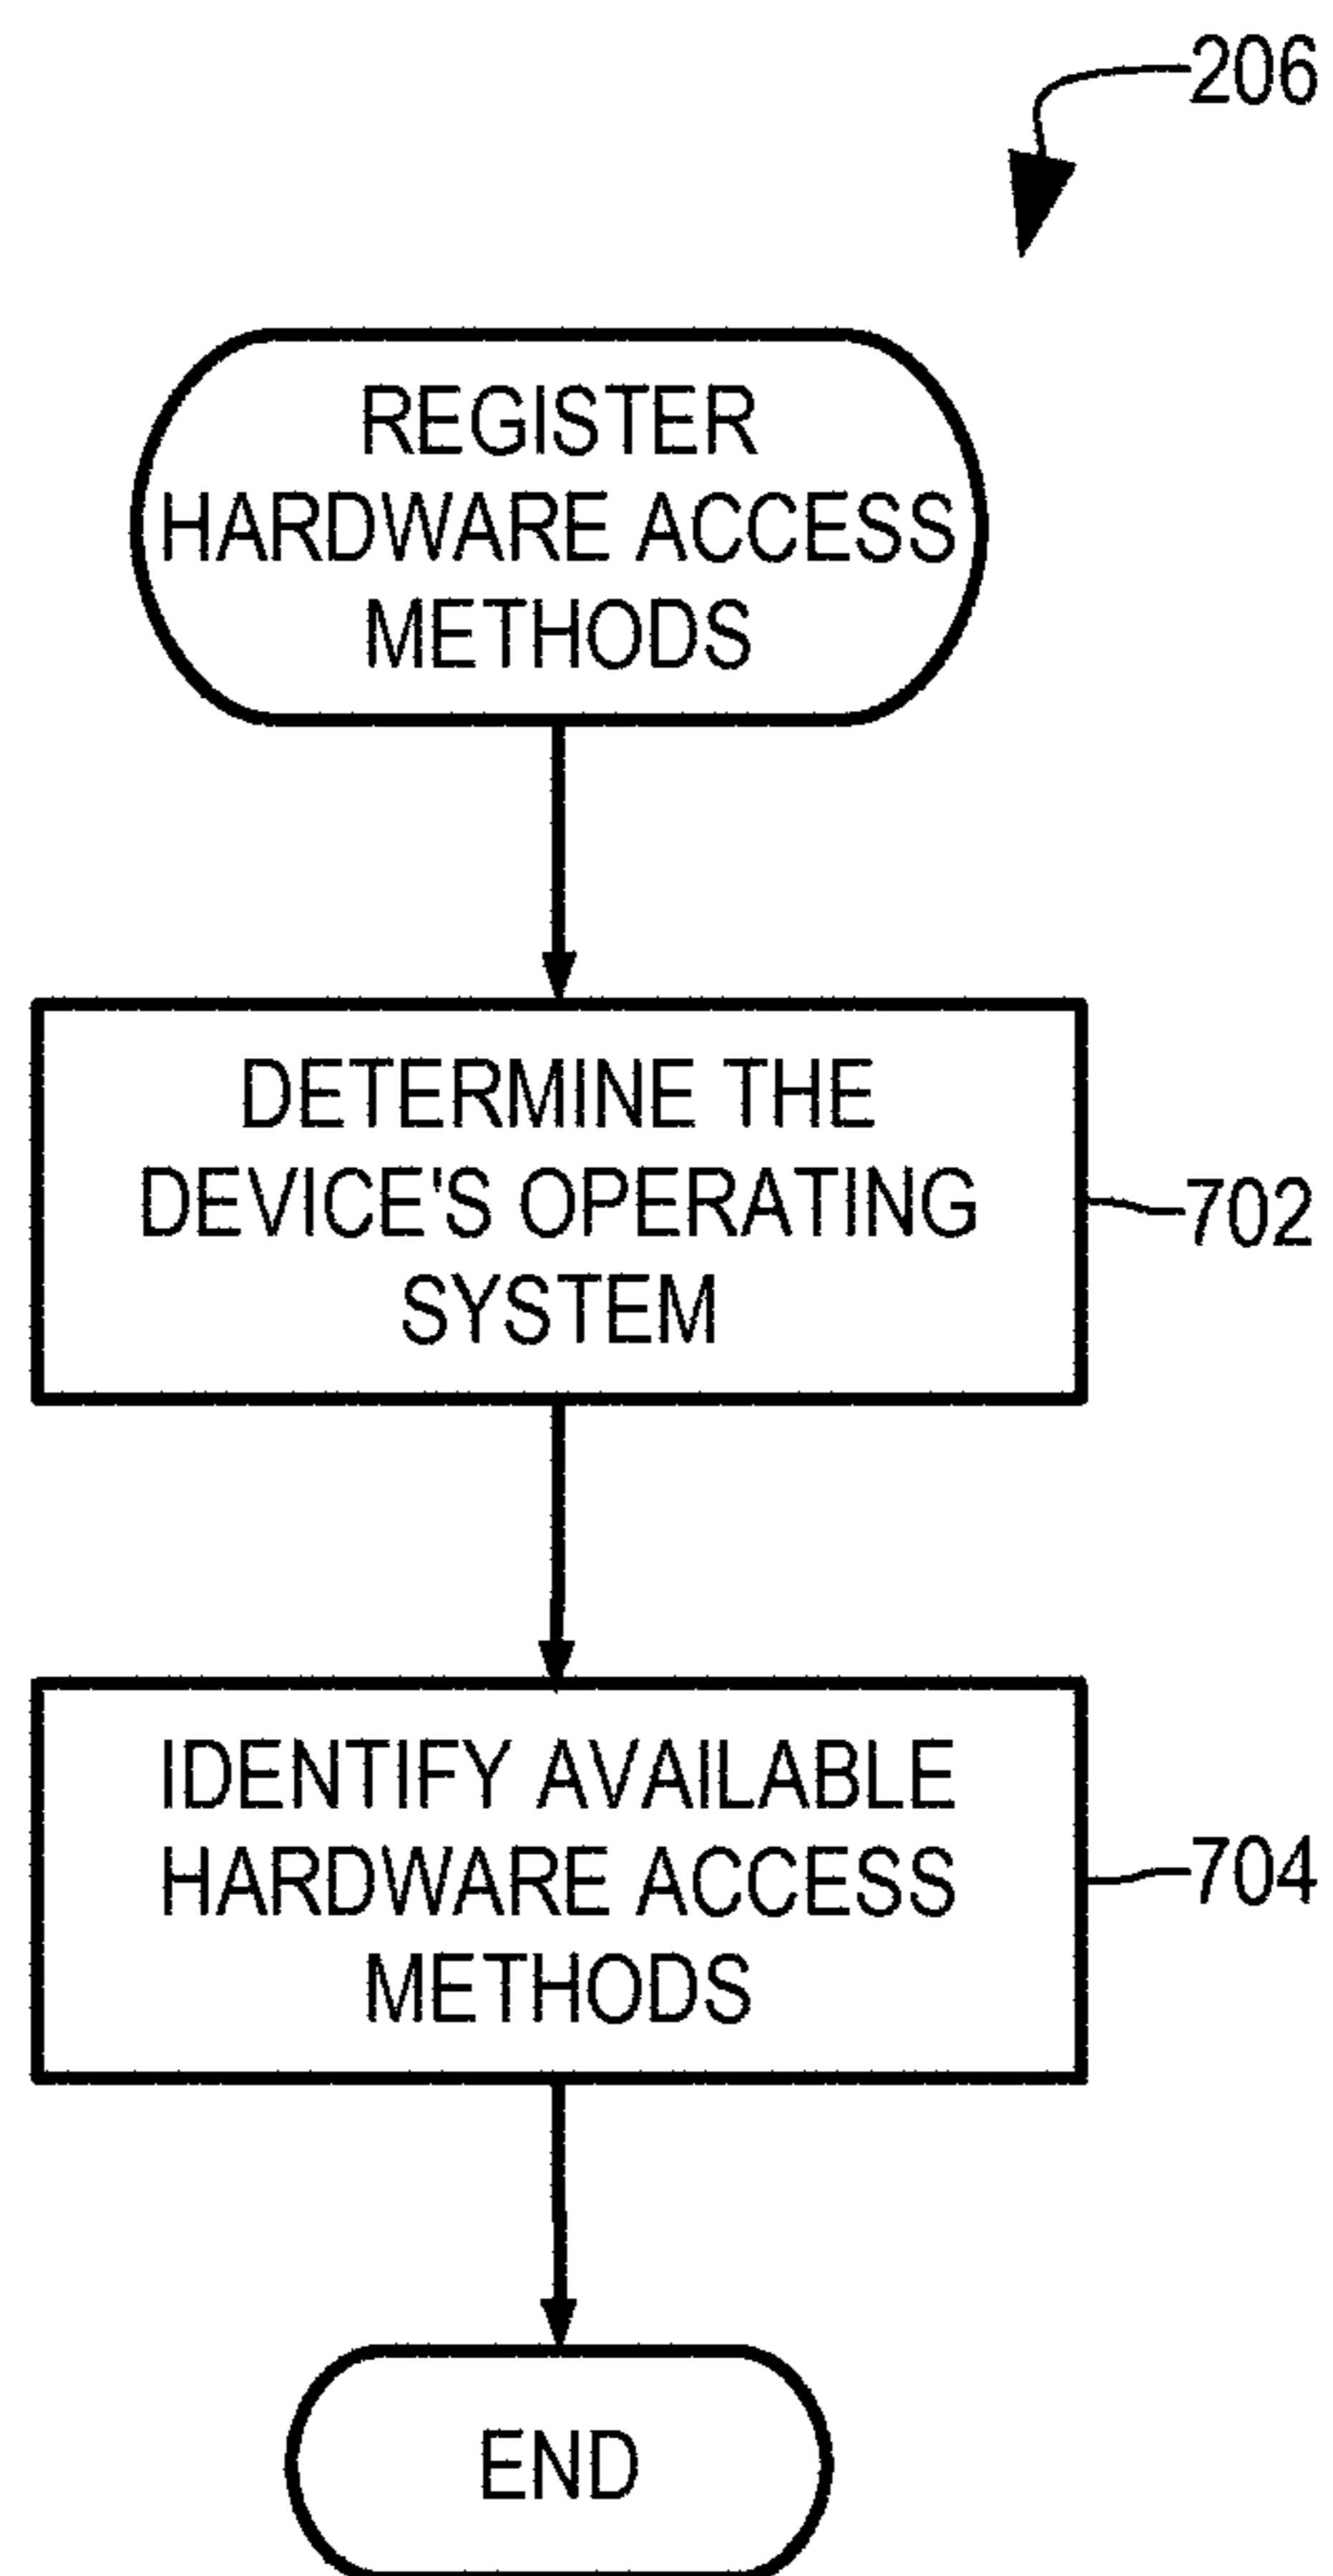 206
REGISTER
HARDWARE ACCESS
METHODS
DETERMINE THE
DEVICE'S OPERATING
SYSTEM
702
IDENTIFY AVAILABLE
HARDWARE ACCESS
METHODS
704
END